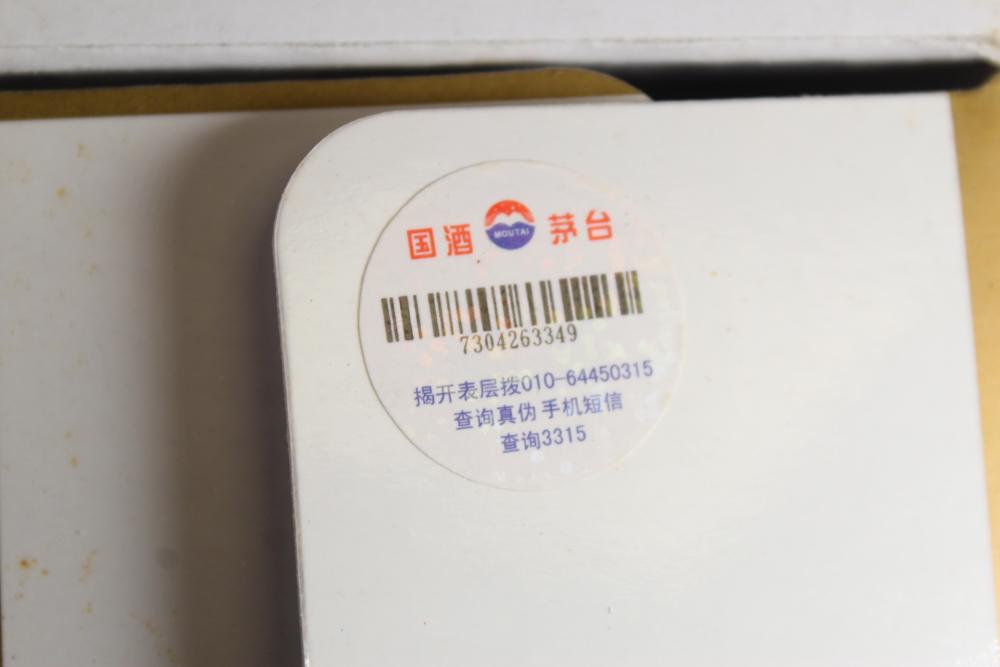 国酒 MOUTAI 茅台
7304263349
揭开表层拨010-64450315
查询真伪 手机短信
查询3315